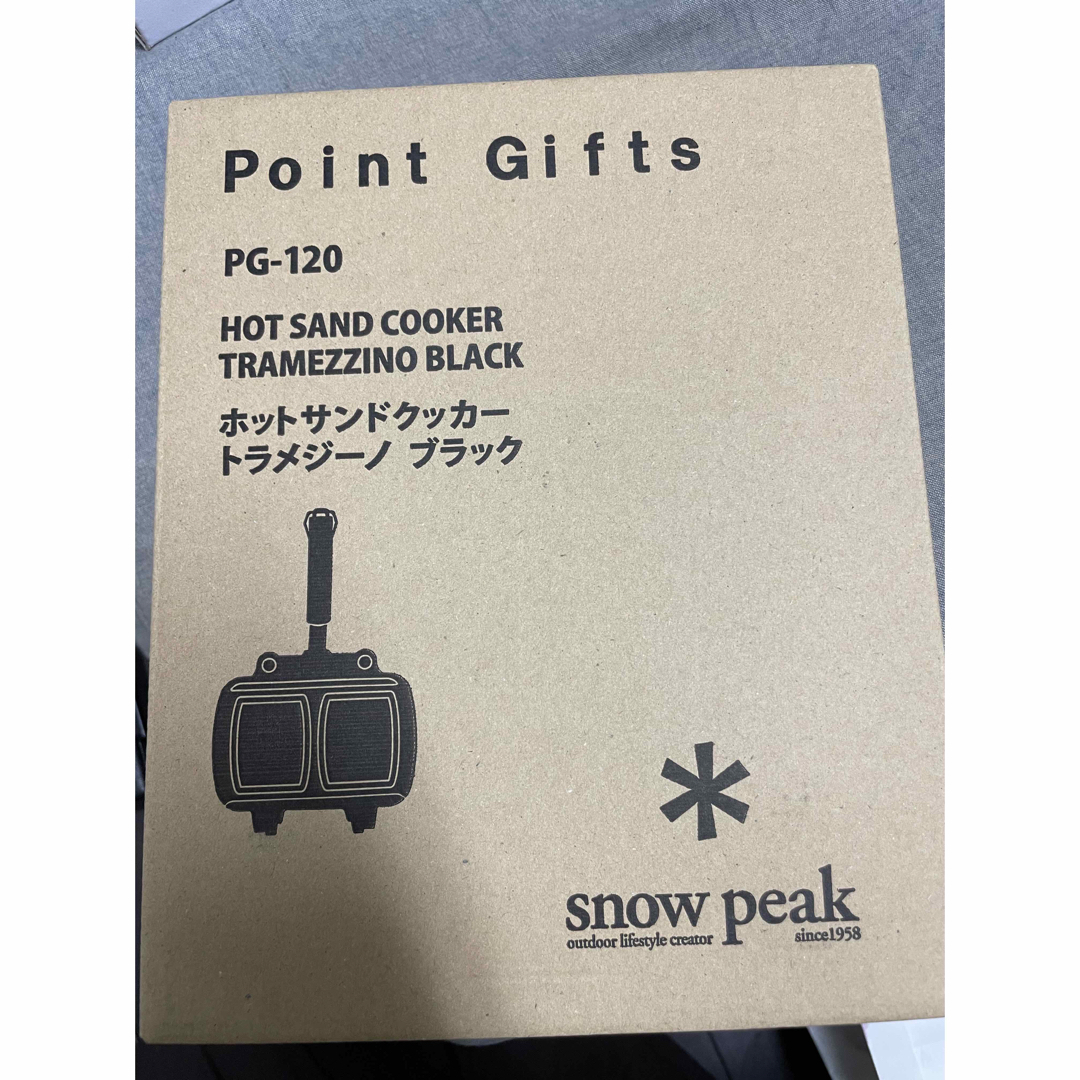 Point Gifts
PG-120
HOT SAND COOKER
TRAMEZZINO BLACK
ホットサンドクッカー
トラメジーノ ブラック
snow peak
outdoor lifestyle creator
since1958